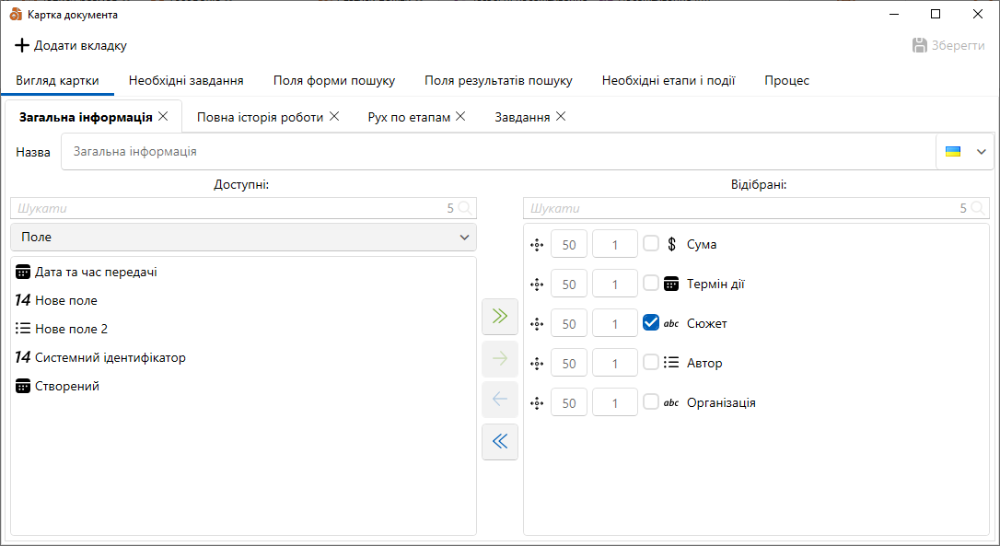 Картка документа
Додати вкладку
Зберегти
Вигляд картки Необхідні завдання Поля форми пошуку Поля результатів пошуку Необхідні етапи і події Процес
Загальна інформація Повна історія роботи Рух по етапам Завдання
Назва Загальна інформація
Доступні: Відібрані:
Шукати 5 Шукати 5
Поле
Дата та час передачі
14 Нове поле
Нове поле 2
14 Системний ідентифікатор
Створений
50 1 $ Сума
50 1 Термін дії
50 1 abc Сюжет
50 1 Автор
50 1 abc Організація